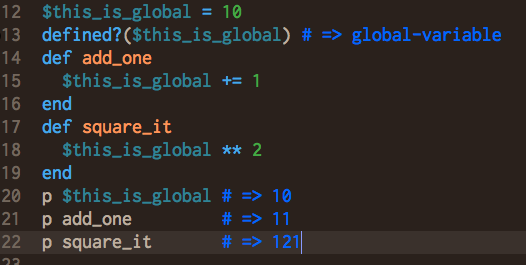 12 $this_is_global = 10
13 defined?($this_is_global) # => global-variable
14 def add_one
15   $this_is_global += 1
16 end
17 def square_it
18   $this_is_global ** 2
19 end
20 p $this_is_global # => 10
21 p add_one         # => 11
22 p square_it       # => 121
23